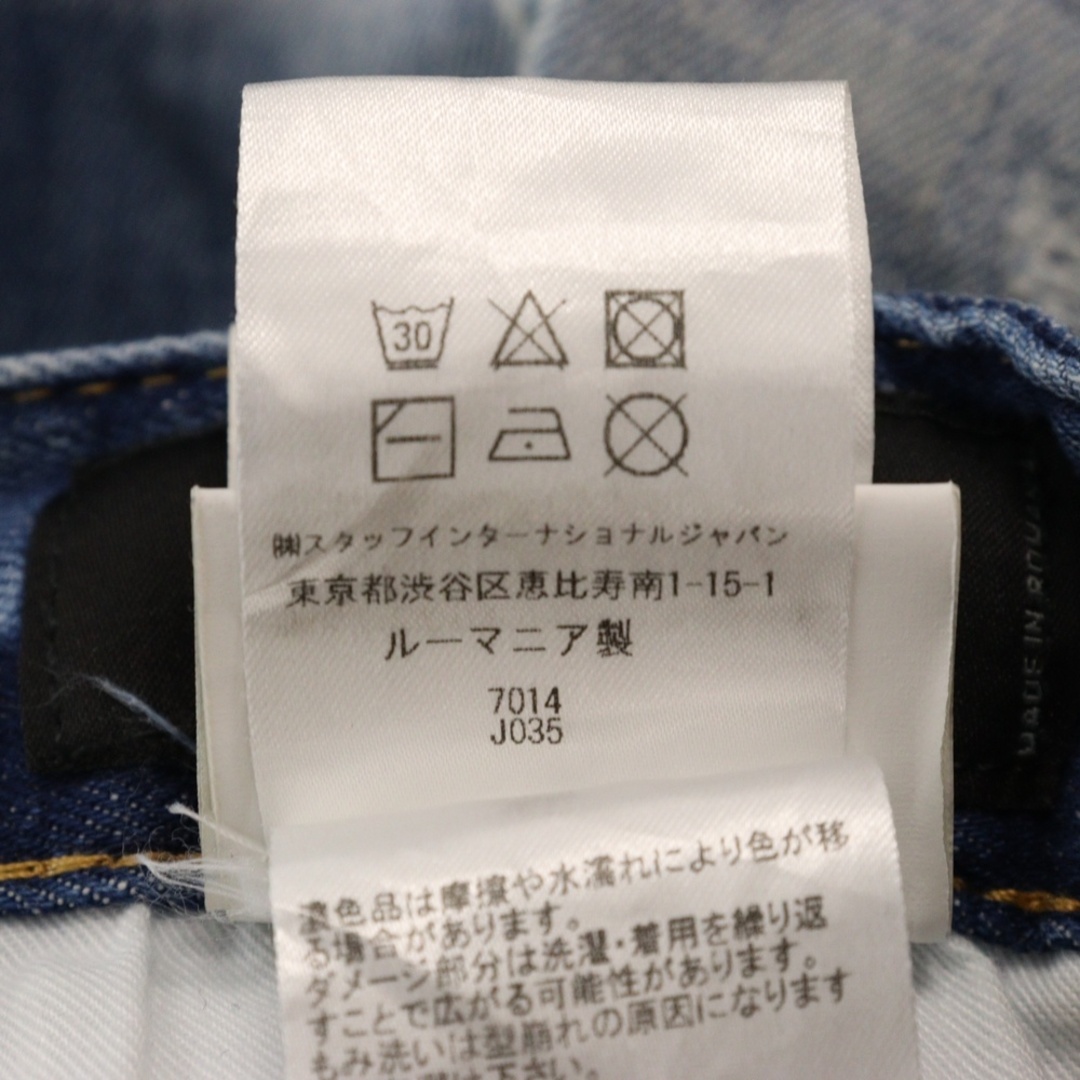 30
㈱スタッフインターナショナルジャパン
東京都渋谷区恵比寿南1-15-1
ルーマニア製
7014
J035
MADE IN ROMANIA
濃色品は摩擦や水濡れにより色が移
る場合があります。
ダメージ部分は洗濯・着用を繰り返
すことで広がる可能性があります。
もみ洗いは型崩れの原因になります
下さい。